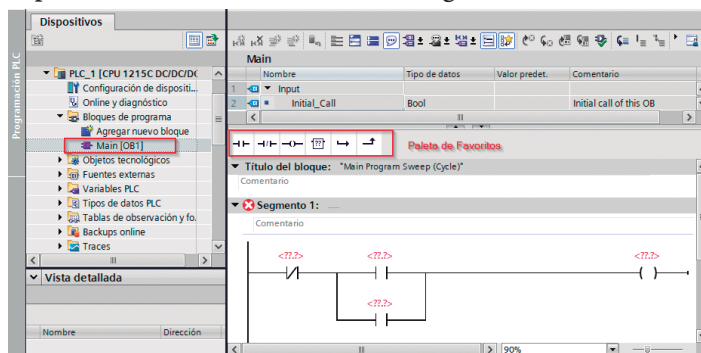 Dispositivos
Programación PLC
PLC_1 [CPU 1215C DC/DC/DC
Configuración de dispositi...
Online y diagnóstico
Bloques de programa
Agregar nuevo bloque
Main [OB1]
Objetos tecnológicos
Fuentes externas
Variables PLC
Tipos de datos PLC
Tablas de observación y fo.
Backups online
Traces
Vista detallada
Nombre Dirección
Main
Nombre Tipo de datos Valor predet. Comentario
1 Input
2 Initial_Call Bool Initial call of this OB
Paleta de Favoritos
Título del bloque: "Main Program Sweep (Cycle)"
Comentario
Segmento 1:
Comentario
<??.?> <??.?> <??.?>
<??.?>
90%